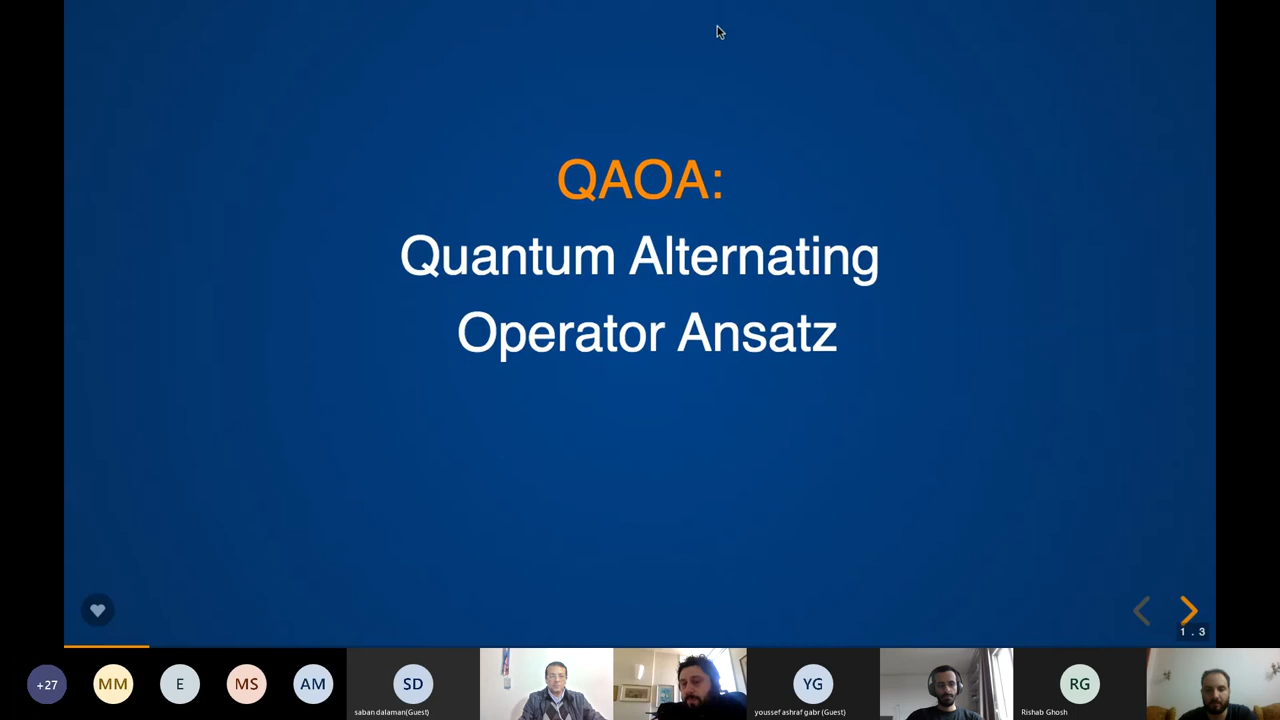 QAOA:
Quantum Alternating
Operator Ansatz
1 . 3
+27
MM
E
MS
AM
SD
saban dalaman(Guest)
YG
youssef ashraf gabr (Guest)
RG
Rishab Ghosh